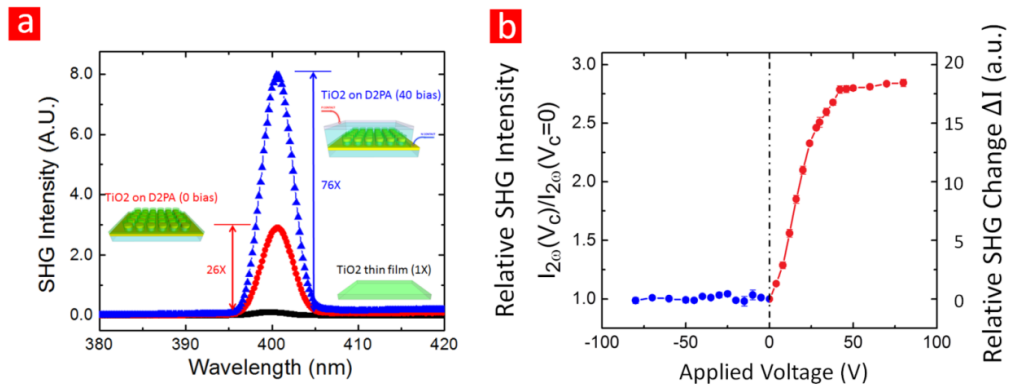 a
SHG Intensity (A.U.)
8.0
6.0
4.0
2.0
0.0
TiO2 on D2PA (40 bias)
76X
TiO2 on D2PA (0 bias)
26X
TiO2 thin film (1X)
380
390
400
410
420
Wavelength (nm)
b
Relative SHG Intensity
I2ω(VC)/I2ω(VC=0)
3.0
2.5
2.0
1.5
1.0
20
15
10
5
0
Relative SHG Change ΔI (a.u.)
-100
-50
0
50
100
Applied Voltage (V)